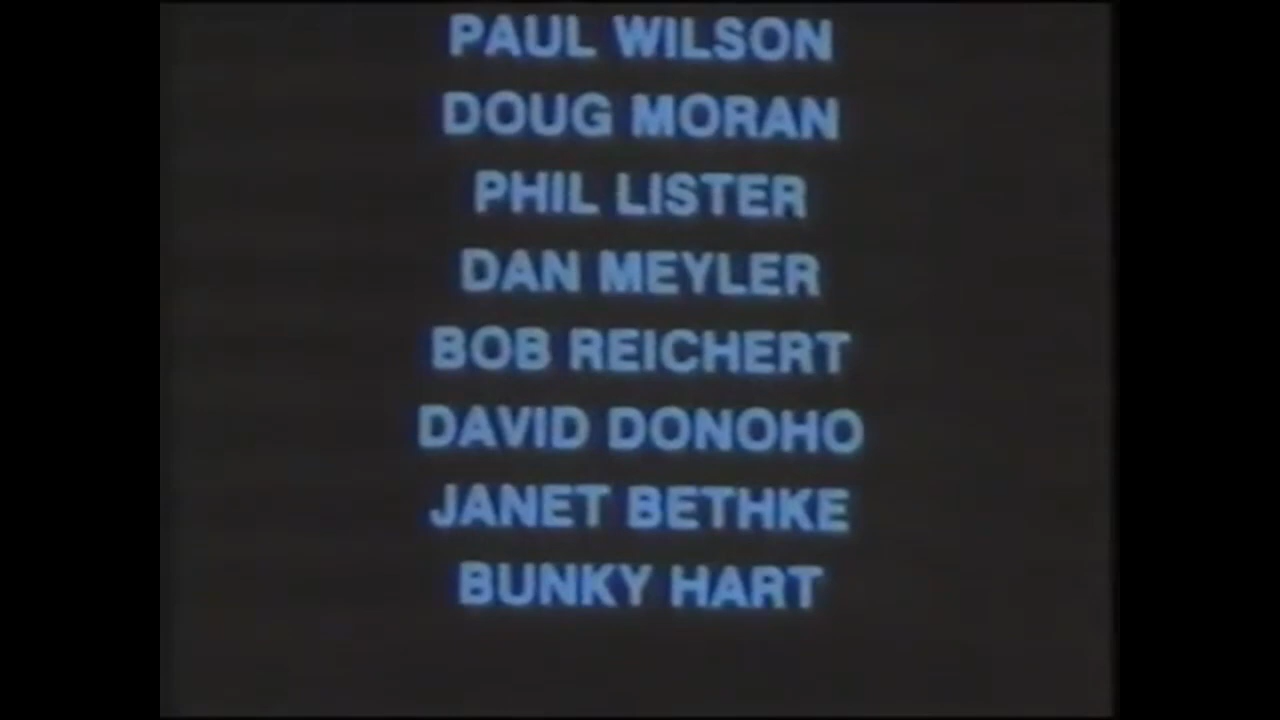 PAUL WILSON
DOUG MORAN
PHIL LISTER
DAN MEYLER
BOB REICHERT
DAVID DONOHO
JANET BETHKE
BUNKY HART